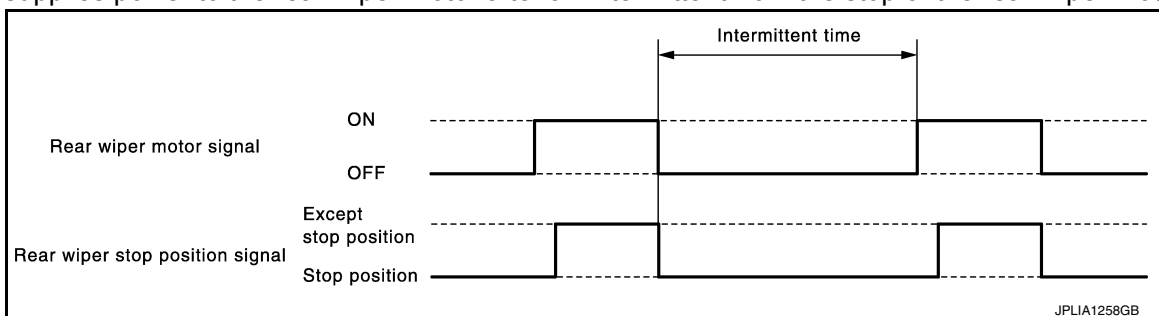 Intermittent time
ON
Rear wiper motor signal
OFF
Except
stop position
Rear wiper stop position signal
Stop position
JPLIA1258GB